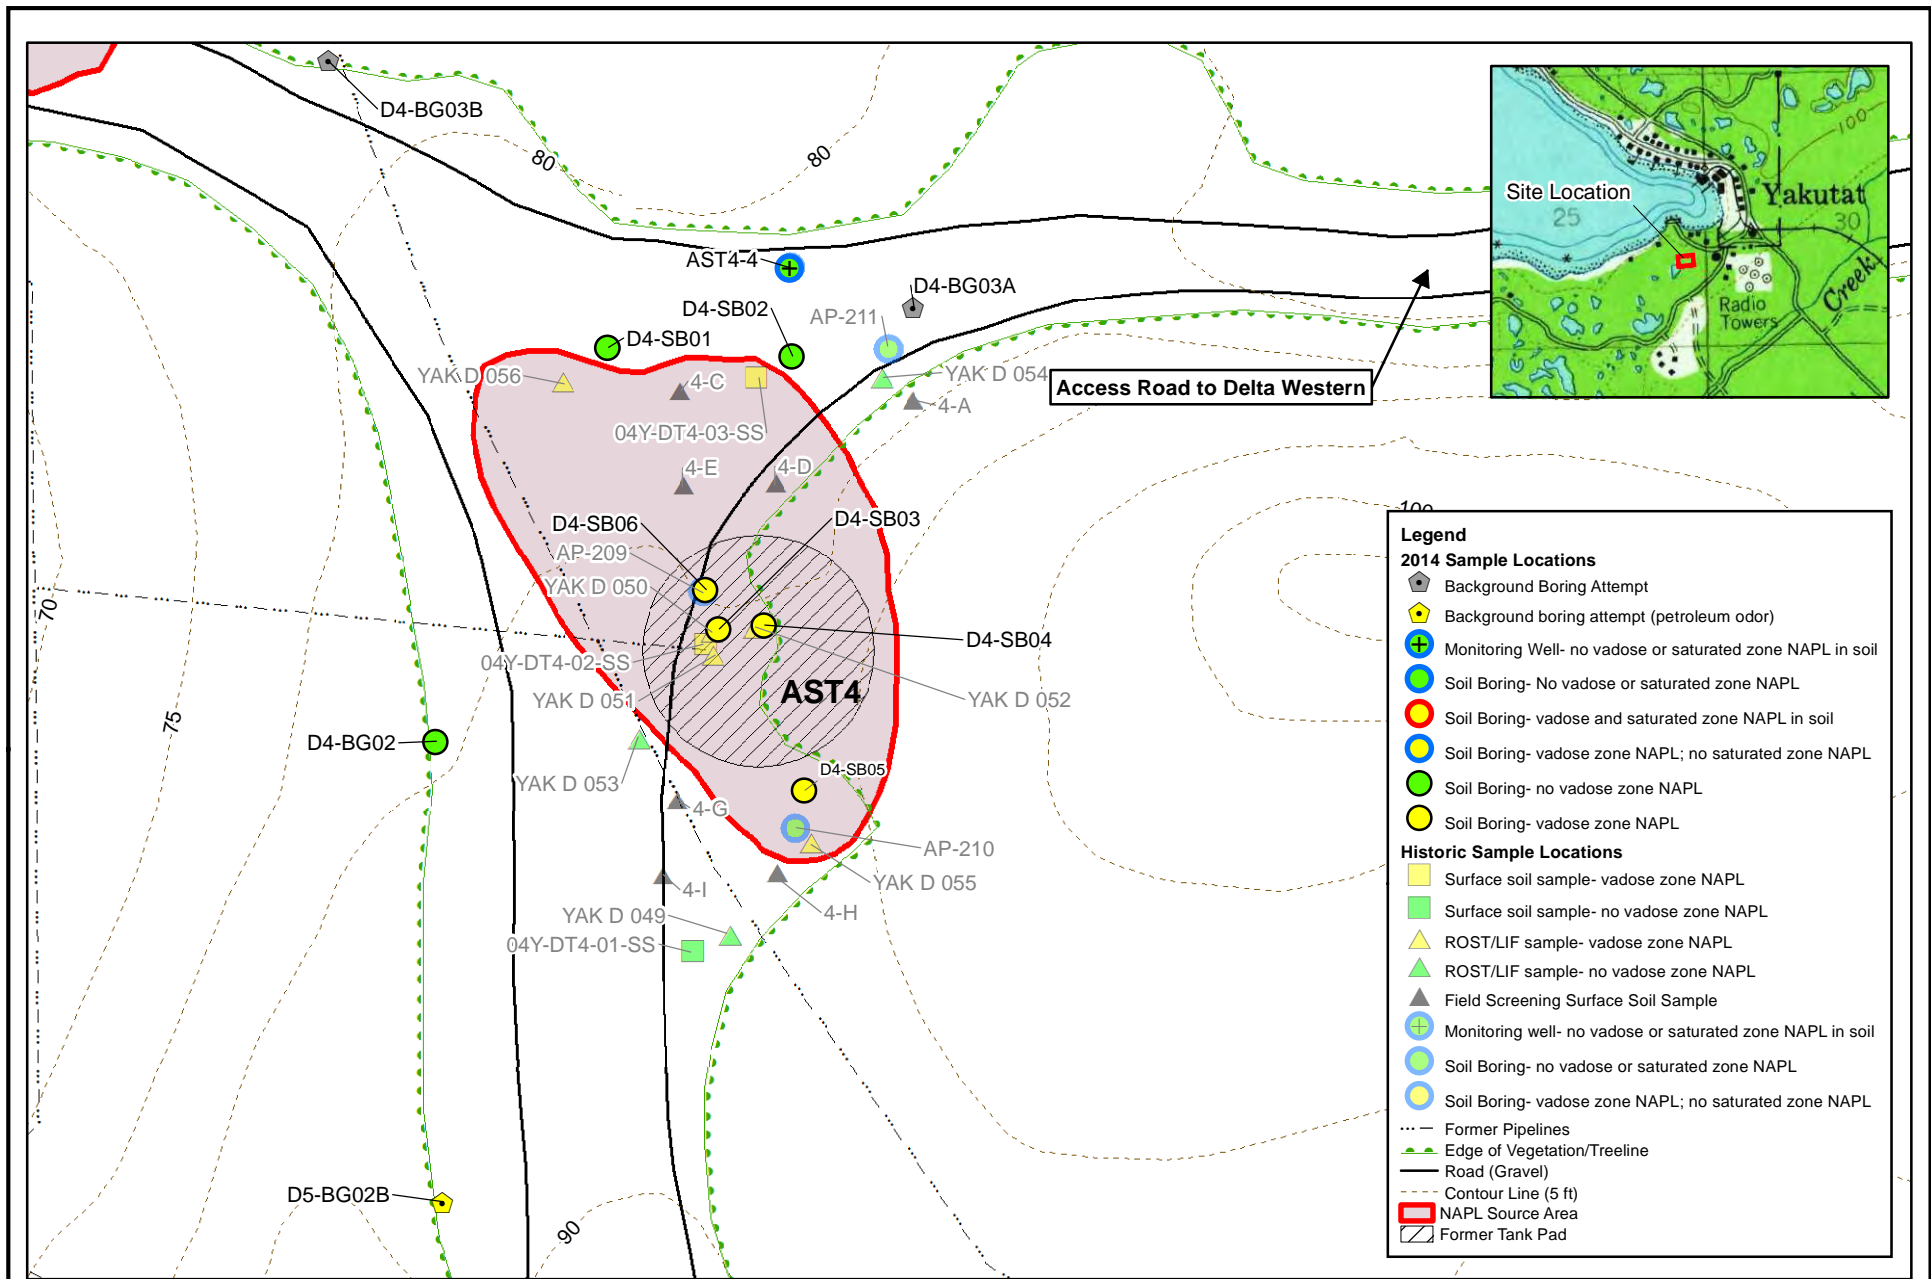 D4-BG03B
80
80
Site Location
25
Yakutat
30
100
Radio
Towers
Creek
AST4-4
D4-BG03A
D4-SB02
AP-211
D4-SB01
YAK D 056
4-C
YAK D 054
4-A
Access Road to Delta Western
04Y-DT4-03-SS
4-E
4-D
D4-SB06
D4-SB03
AP-209
YAK D 050
70
D4-SB04
04Y-DT4-02-SS
AST4
YAK D 051
YAK D 052
75
D4-BG02
YAK D 053
D4-SB05
4-G
AP-210
YAK D 055
4-I
4-H
YAK D 049
04Y-DT4-01-SS
D5-BG02B
90
100
Legend
2014 Sample Locations
Background Boring Attempt
Background boring attempt (petroleum odor)
Monitoring Well- no vadose or saturated zone NAPL in soil
Soil Boring- No vadose or saturated zone NAPL
Soil Boring- vadose and saturated zone NAPL in soil
Soil Boring- vadose zone NAPL; no saturated zone NAPL
Soil Boring- no vadose zone NAPL
Soil Boring- vadose zone NAPL
Historic Sample Locations
Surface soil sample- vadose zone NAPL
Surface soil sample- no vadose zone NAPL
ROST/LIF sample- vadose zone NAPL
ROST/LIF sample- no vadose zone NAPL
Field Screening Surface Soil Sample
Monitoring well- no vadose or saturated zone NAPL in soil
Soil Boring- no vadose or saturated zone NAPL
Soil Boring- vadose zone NAPL; no saturated zone NAPL
Former Pipelines
Edge of Vegetation/Treeline
Road (Gravel)
Contour Line (5 ft)
NAPL Source Area
Former Tank Pad